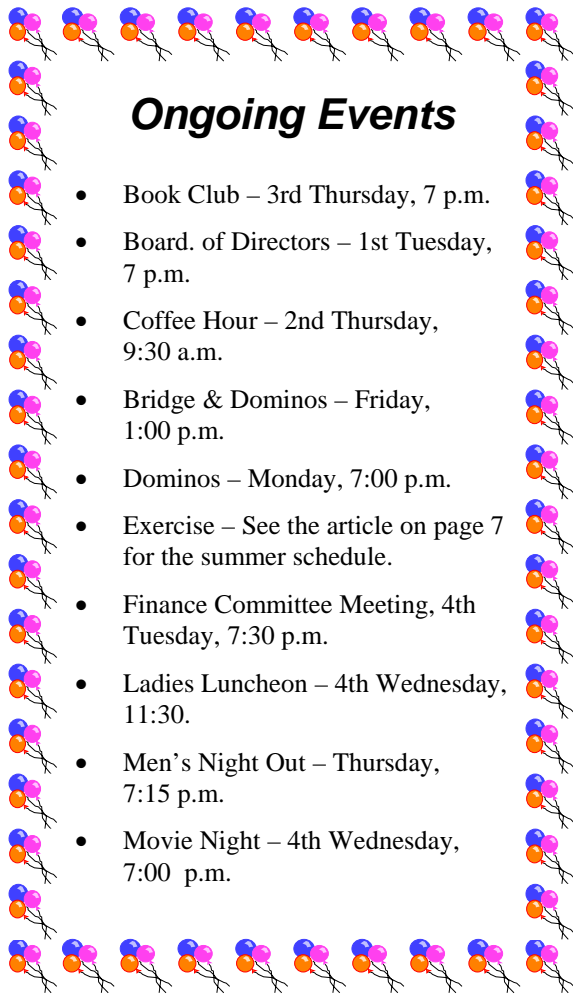 Ongoing Events
• Book Club – 3rd Thursday, 7 p.m.
• Board. of Directors – 1st Tuesday,
7 p.m.
• Coffee Hour – 2nd Thursday,
9:30 a.m.
• Bridge & Dominos – Friday,
1:00 p.m.
• Dominos – Monday, 7:00 p.m.
• Exercise – See the article on page 7
for the summer schedule.
• Finance Committee Meeting, 4th
Tuesday, 7:30 p.m.
• Ladies Luncheon – 4th Wednesday,
11:30.
• Men’s Night Out – Thursday,
7:15 p.m.
• Movie Night – 4th Wednesday,
7:00  p.m.